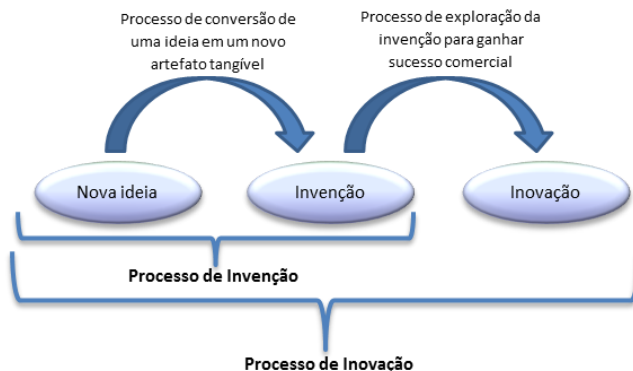 Processo de conversão de
uma ideia em um novo
artefato tangível
Processo de exploração da
invenção para ganhar
sucesso comercial
Nova ideia
Invenção
Inovação
Processo de Invenção
Processo de Inovação